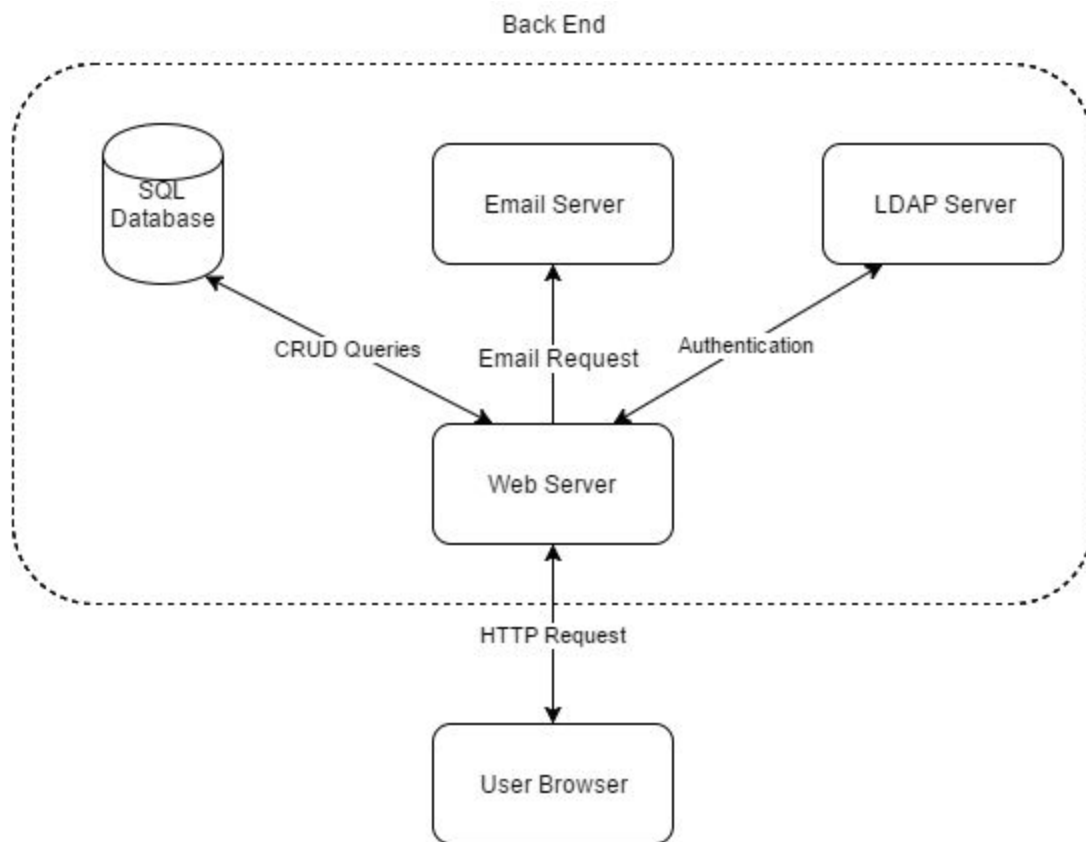 Back End
SQL
Database
Email Server
LDAP Server
CRUD Queries
Email Request
Authentication
Web Server
HTTP Request
User Browser